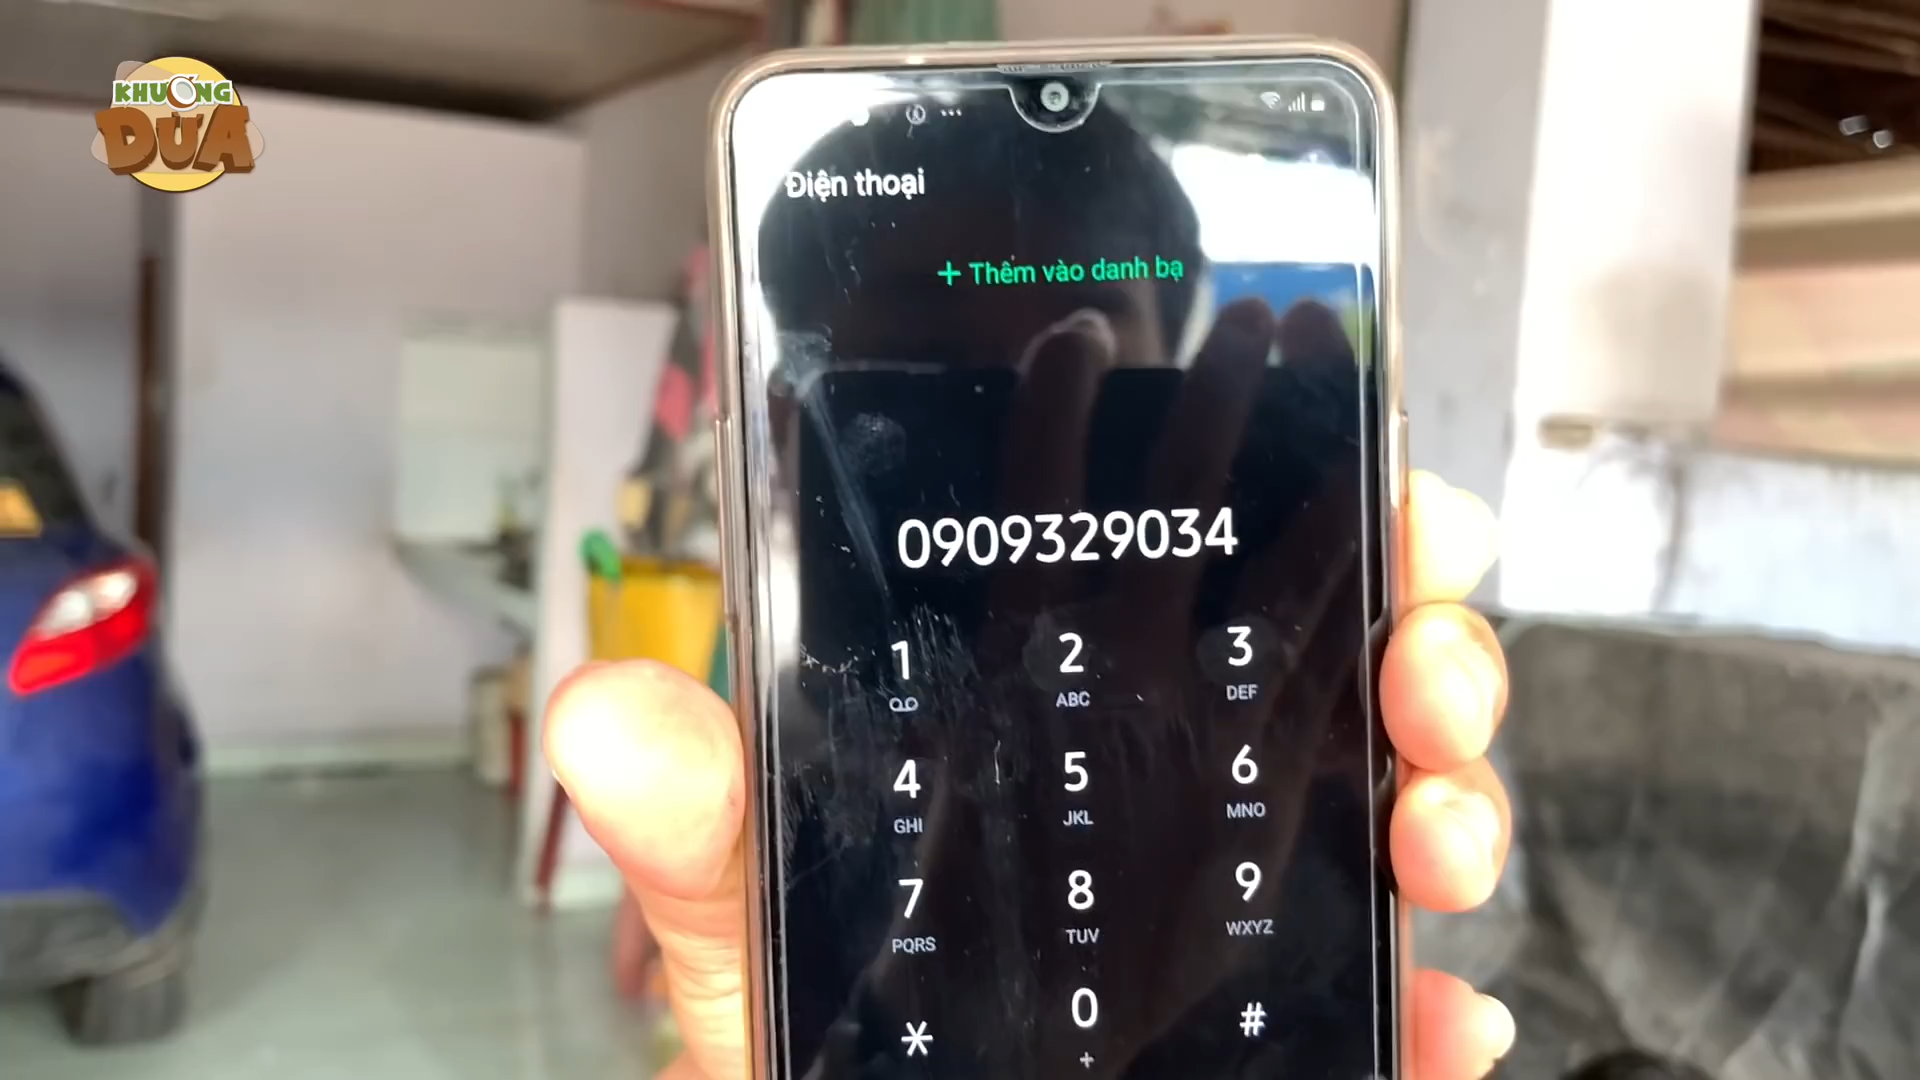 KHƯƠNG
DỪA
Điện thoại
+ Thêm vào danh bạ
0909329034
1 2 3
ABC DEF
4 5 6
GHI JKL MNO
7 8 9
PQRS TUV WXYZ
* 0 #
+